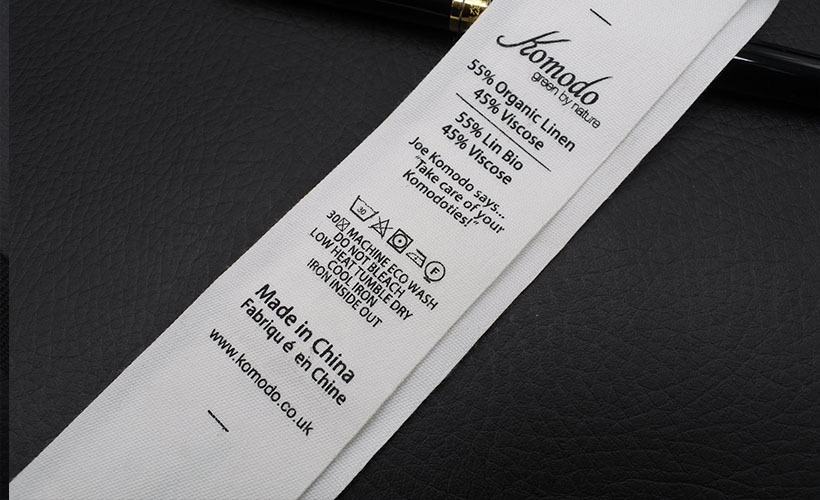 Komodo
green by nature
55% Organic Linen
45% Viscose
55% Lin Bio
45% Viscose
Joe Komodo says...
"Take care of your
Komodoties!"
30
F
30☒ MACHINE ECO WASH
DO NOT BLEACH
LOW HEAT TUMBLE DRY
COOL IRON
IRON INSIDE OUT
Made in China
Fabriqu é en Chine
www.komodo.co.uk